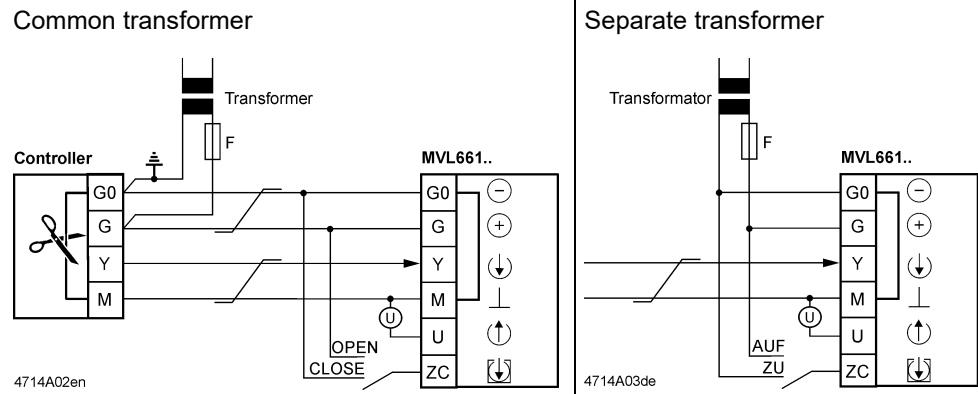 Common transformer
Transformer
F
Controller
MVL661..
G0
G
Y
M
G0
G
Y
M
U
ZC
U
OPEN
CLOSE
4714A02en
Separate transformer
Transformator
F
MVL661..
G0
G
Y
M
U
ZC
U
AUF
ZU
4714A03de